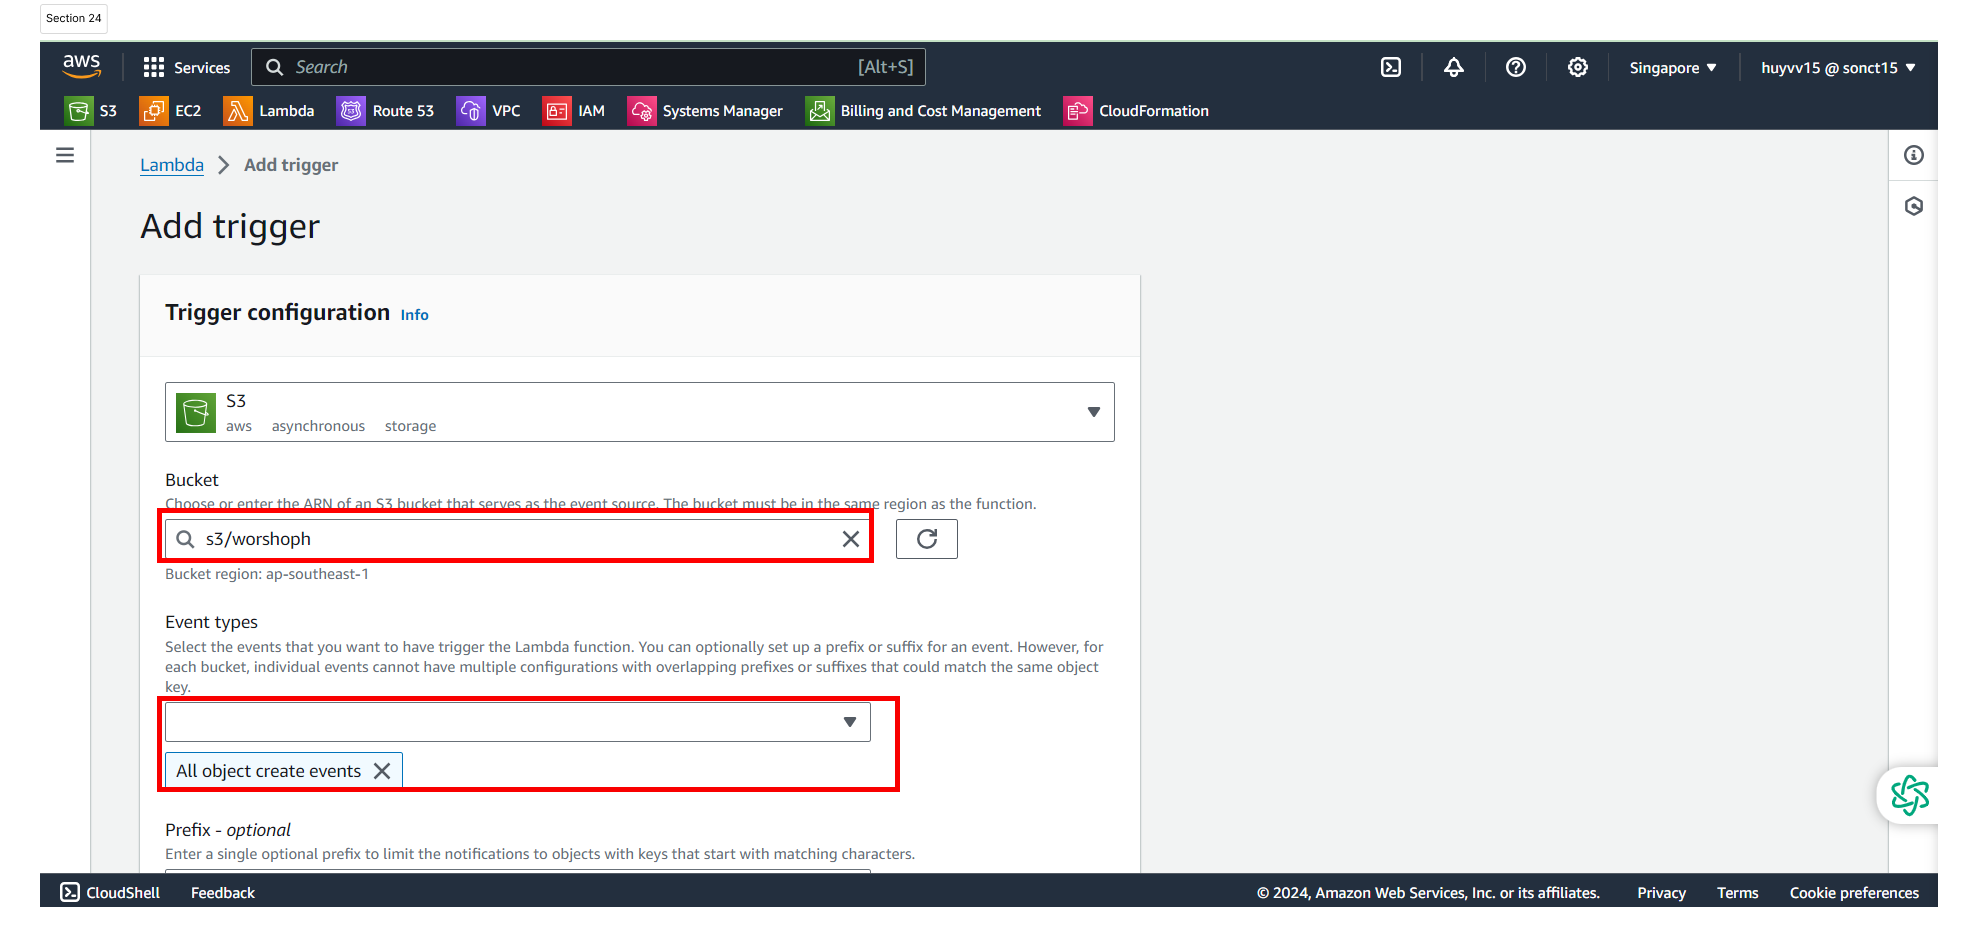 Section 24
aws Services Search [Alt+S] Singapore huyvv15 @ sonct15
S3 EC2 Lambda Route 53 VPC IAM Systems Manager Billing and Cost Management CloudFormation
Lambda Add trigger
Add trigger
Trigger configuration Info
S3
aws asynchronous storage
Bucket
Choose or enter the ARN of an S3 bucket that serves as the event source. The bucket must be in the same region as the function.
s3/worshoph
Bucket region: ap-southeast-1
Event types
Select the events that you want to have trigger the Lambda function. You can optionally set up a prefix or suffix for an event. However, for
each bucket, individual events cannot have multiple configurations with overlapping prefixes or suffixes that could match the same object
key.
All object create events
Prefix - optional
Enter a single optional prefix to limit the notifications to objects with keys that start with matching characters.
CloudShell Feedback © 2024, Amazon Web Services, Inc. or its affiliates. Privacy Terms Cookie preferences